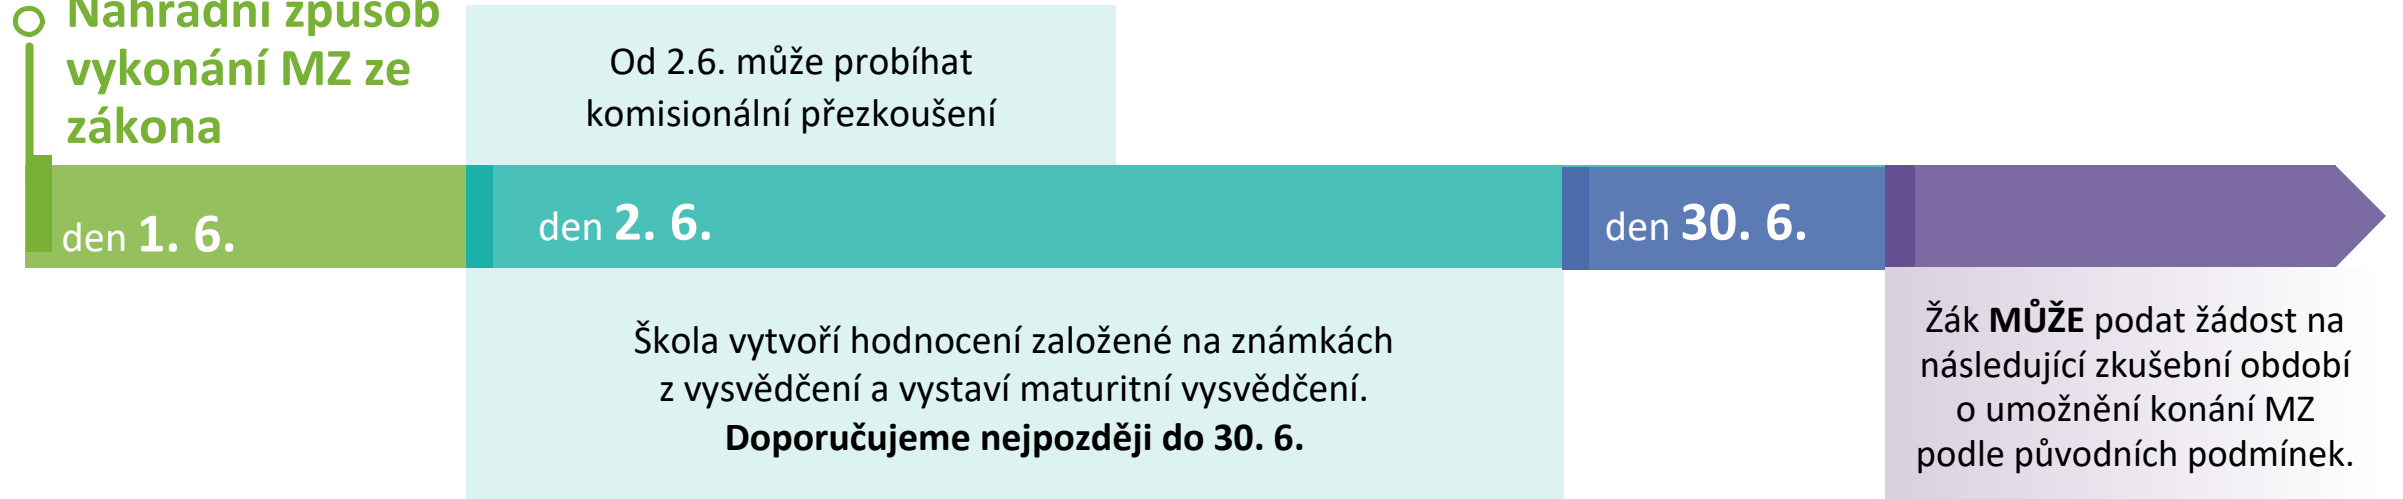 Náhradní způsob
vykonání MZ ze
zákona
Od 2.6. může probíhat
komisionální přezkoušení
den 1. 6.
den 2. 6.
den 30. 6.
Škola vytvoří hodnocení založené na známkách
z vysvědčení a vystaví maturitní vysvědčení.
Doporučujeme nejpozději do 30. 6.
Žák MŮŽE podat žádost na
následující zkušební období
o umožnění konání MZ
podle původních podmínek.